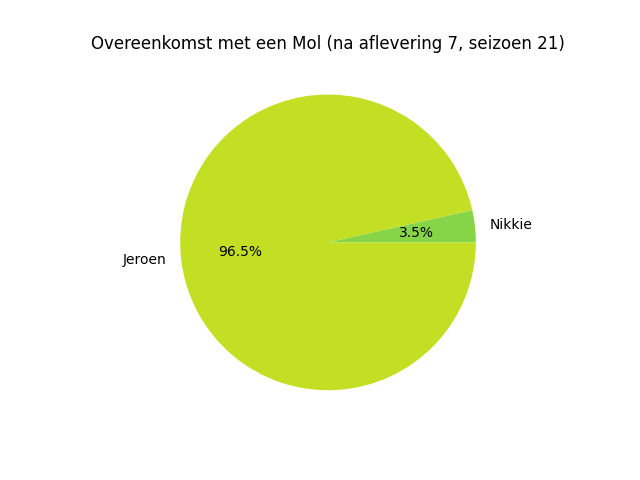 Overeenkomst met een Mol (na aflevering 7, seizoen 21)
Nikkie
3.5%
96.5%
Jeroen